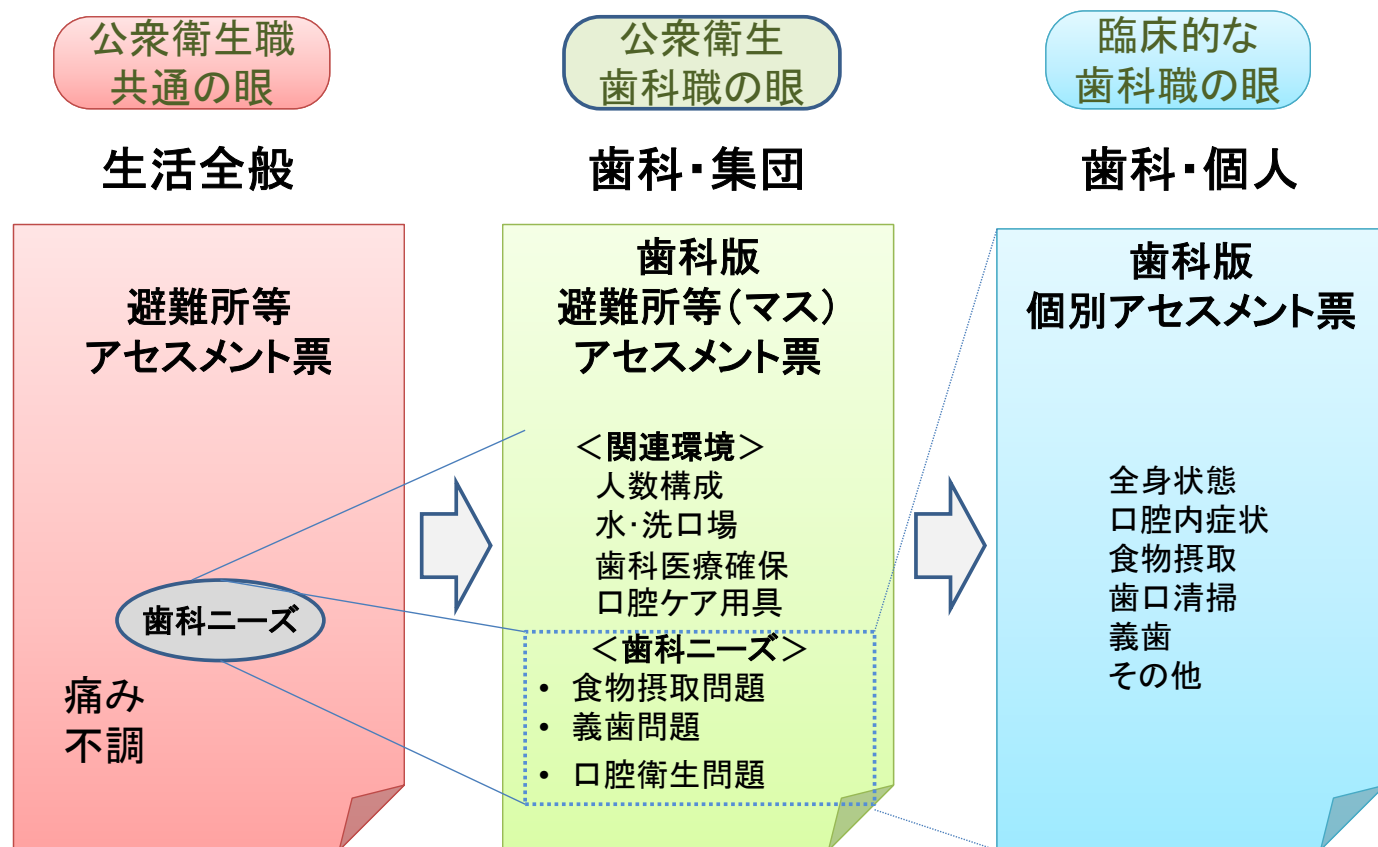 公衆衛生職
共通の眼
生活全般
避難所等
アセスメント票
歯科ニーズ
痛み
不調
公衆衛生
歯科職の眼
歯科・集団
歯科版
避難所等（マス）
アセスメント票
＜関連環境＞
人数構成
水・洗口場
歯科医療確保
口腔ケア用具
＜歯科ニーズ＞
• 食物摂取問題
• 義歯問題
• 口腔衛生問題
臨床的な
歯科職の眼
歯科・個人
歯科版
個別アセスメント票
全身状態
口腔内症状
食物摂取
歯口清掃
義歯
その他